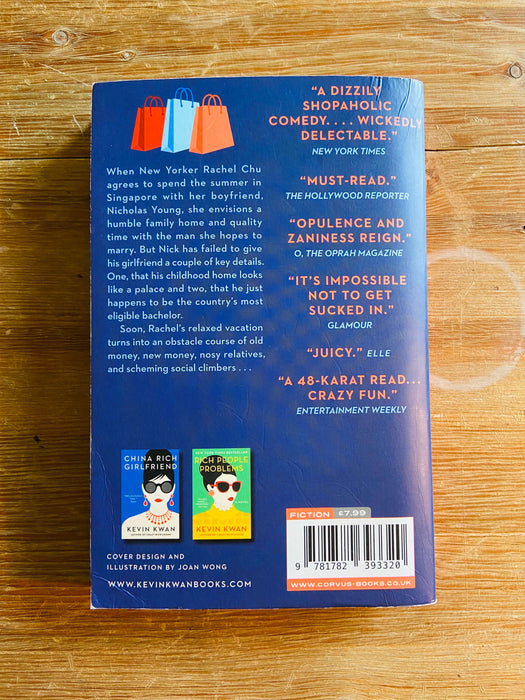 When New Yorker Rachel Chu
agrees to spend the summer in
Singapore with her boyfriend,
Nicholas Young, she envisions a
humble family home and quality
time with the man she hopes to
marry. But Nick has failed to give
his girlfriend a couple of key details.
One, that his childhood home looks
like a palace and two, that he just
happens to be the country's most
eligible bachelor.
Soon, Rachel's relaxed vacation
turns into an obstacle course of old
money, new money, nosy relatives,
and scheming social climbers . . .
"A DIZZILY
SHOPAHOLIC
COMEDY. . . . WICKEDLY
DELECTABLE."
NEW YORK TIMES
"MUST-READ."
THE HOLLYWOOD REPORTER
"OPULENCE AND
ZANINESS REIGN."
O, THE OPRAH MAGAZINE
"IT'S IMPOSSIBLE
NOT TO GET
SUCKED IN."
GLAMOUR
"JUICY." ELLE
"A 48-KARAT READ...
CRAZY FUN."
ENTERTAINMENT WEEKLY
CHINA RICH
GIRLFRIEND
KEVIN KWAN
RICH PEOPLE
PROBLEMS
KEVIN KWAN
COVER DESIGN AND
ILLUSTRATION BY JOAN WONG
WWW.KEVINKWANBOOKS.COM
FICTION £7.99
9 781782 393320
WWW.CORVUS-BOOKS.CO.UK